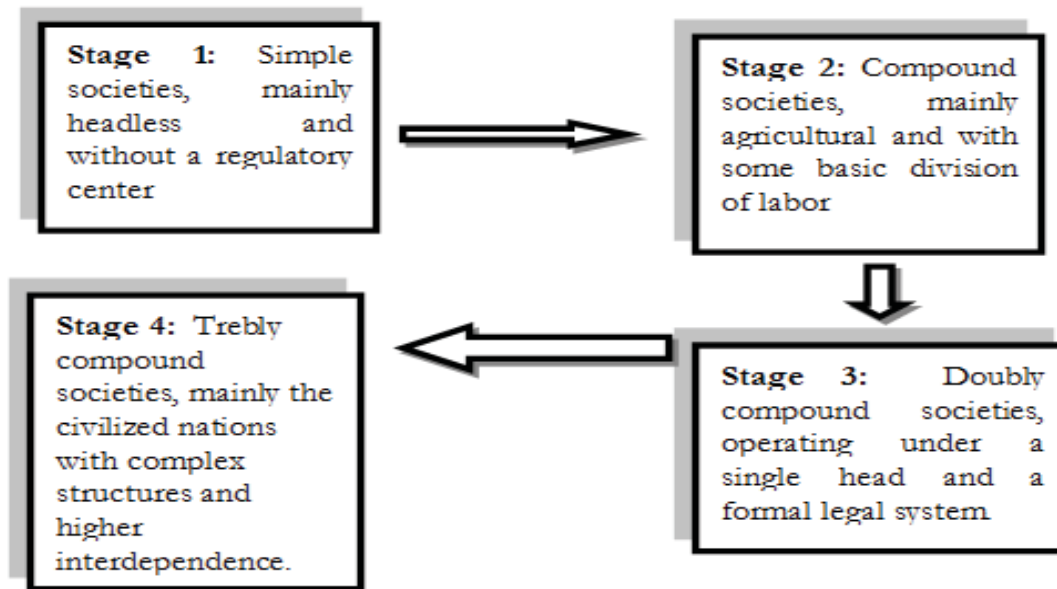 Stage 1: Simple
societies, mainly
headless and
without a regulatory
center
Stage 2: Compound
societies, mainly
agricultural and with
some basic division
of labor
Stage 3: Doubly
compound societies,
operating under a
single head and a
formal legal system
Stage 4: Trebly
compound
societies, mainly the
civilized nations
with complex
structures and
higher
interdependence.